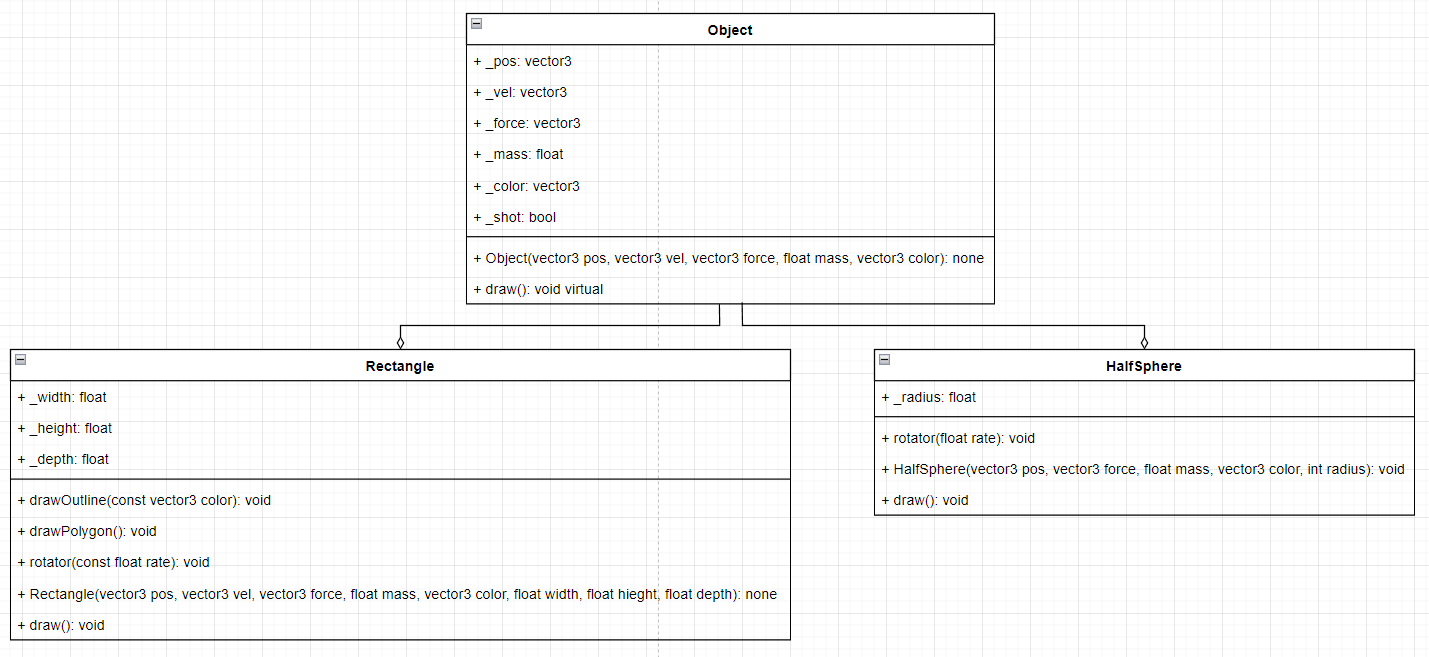 Object
+ _pos: vector3
+ _vel: vector3
+ _force: vector3
+ _mass: float
+ _color: vector3
+ _shot: bool
+ Object(vector3 pos, vector3 vel, vector3 force, float mass, vector3 color): none
+ draw(): void virtual
Rectangle
+ _width: float
+ _height: float
+ _depth: float
+ drawOutline(const vector3 color): void
+ drawPolygon(): void
+ rotator(const float rate): void
+ Rectangle(vector3 pos, vector3 vel, vector3 force, float mass, vector3 color, float width, float hieght, float depth): none
+ draw(): void
HalfSphere
+ _radius: float
+ rotator(float rate): void
+ HalfSphere(vector3 pos, vector3 force, float mass, vector3 color, int radius): void
+ draw(): void